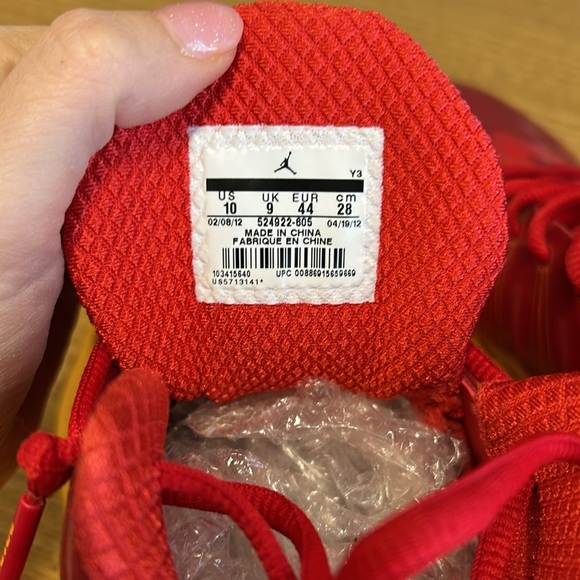 Y3
US UK EUR cm
10 9 44 28
02/08/12 524922-605 04/19/12
MADE IN CHINA
FABRIQUE EN CHINE
103415640 UPC 00886915659669
US5713141*